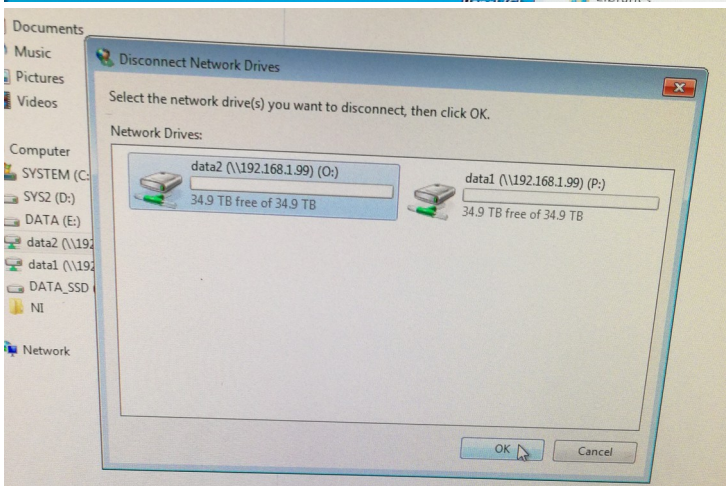 Documents
Music
Pictures
Videos
Computer
SYSTEM (C:
SYS2 (D:)
DATA (E:)
data2 (\\192
data1 (\\192
DATA_SSD
NI
Network
Disconnect Network Drives
Select the network drive(s) you want to disconnect, then click OK.
Network Drives:
data2 (\\192.168.1.99) (O:)
34.9 TB free of 34.9 TB
data1 (\\192.168.1.99) (P:)
34.9 TB free of 34.9 TB
OK
Cancel